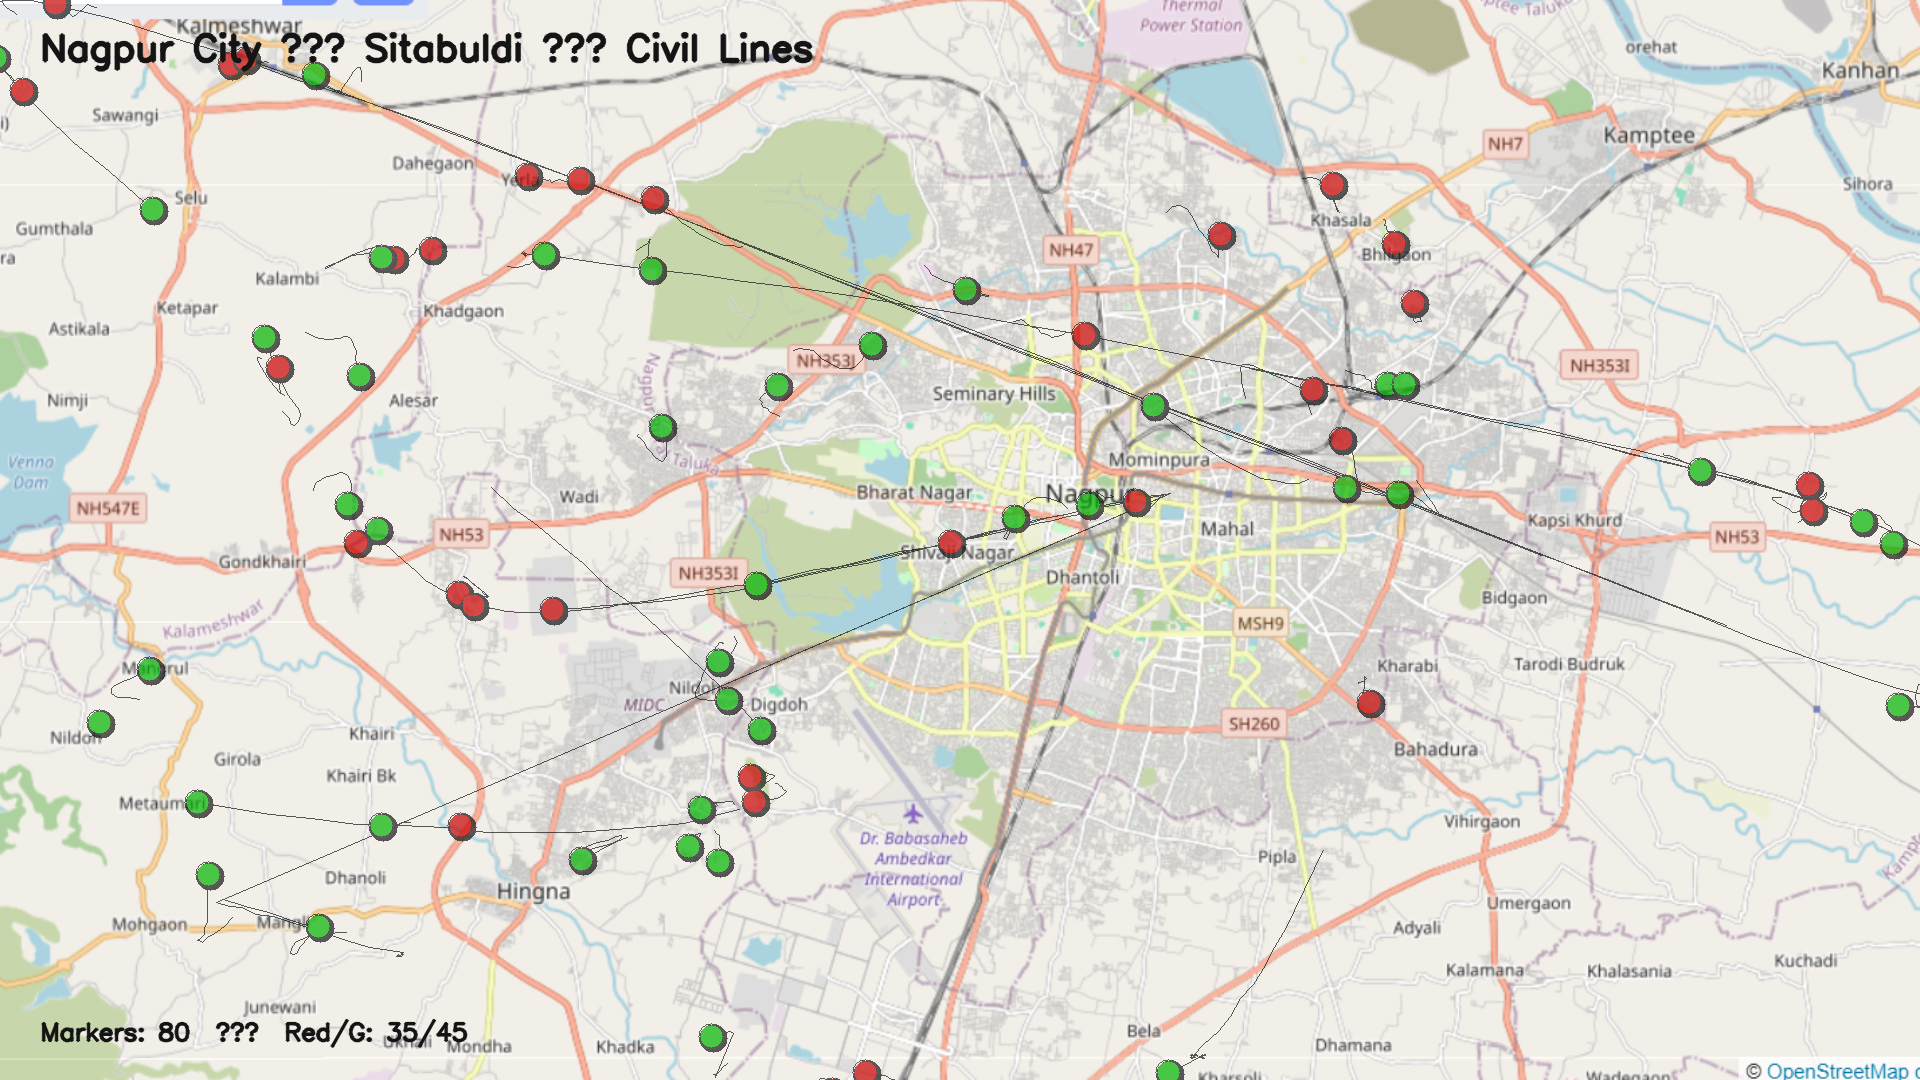 Thermal
Power Station
Kalmeshwar
Nagpur City ??? Sitabuldi ??? Civil Lines
orehat
Kanhan
Sawangi
NH7
Kamptee
Dahegaon
Yerla
Selu
Sihora
Gumthala
Khasala
NH47
Bhilgaon
Kalambi
Ketapar
Khadgaon
Astikala
NH353J
NH353I
Seminary Hills
Nimji
Alesar
Mominpura
Taluka
Venna
Dam
Wadi
Bharat Nagar
Nagpur
NH547E
NH53
Kapsi Khurd
Mahal
NH53
Gondkhairi
Shivaji Nagar
NH353I
Dhantoli
Bidgaon
Kalameshwar
MSH9
Mangrul
Kharabi
Tarodi Budruk
Nildoh
MIDC
Digdoh
SH260
Nildoh
Khairi
Bahadura
Girola
Khairi Bk
Metaumari
Dr. Babasaheb
Ambedkar
International
Airport
Vihirgaon
Pipla
Dhanoli
Hingna
Umergaon
Mohgaon
Adyali
Kalamana
Khalasania
Kuchadi
Junewani
Markers: 80 ??? Red/G: 35/45
Mondha
Khadka
Bela
Dhamana
Kharsoli
Wadegaon
© OpenStreetMap